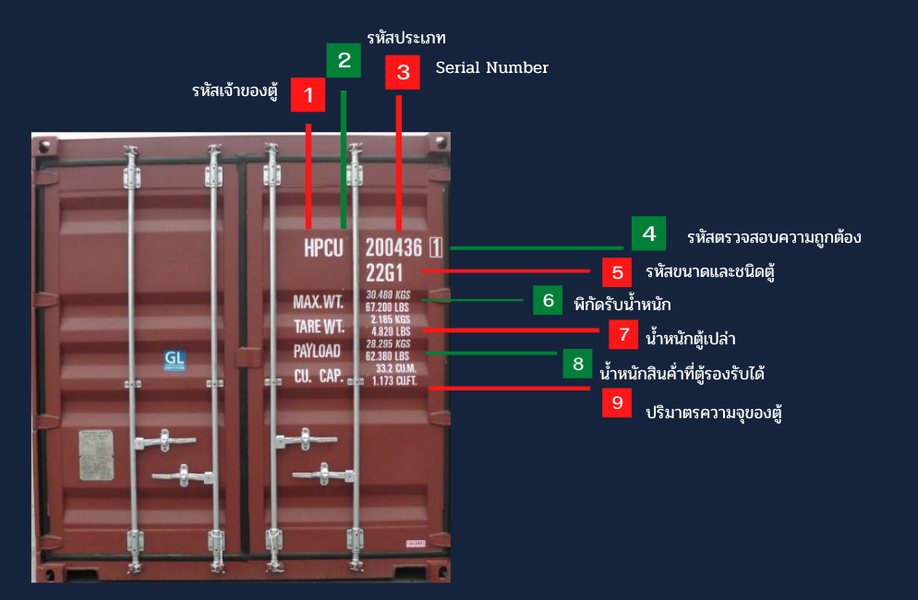 รหัสประเภท
2
3
Serial Number
รหัสเจ้าของตู้
1
HPCU 200436 1
22G1
MAX.WT. 30.480 KGS
67.200 LBS
TARE WT. 2.185 KGS
4.820 LBS
PAYLOAD 28.295 KGS
62.380 LBS
CU. CAP. 33.2 CU.M.
1.173 CU.FT.
GL
4 รหัสตรวจสอบความถูกต้อง
5 รหัสขนาดและชนิดตู้
6 พิกัดรับน้ำหนัก
7 น้ำหนักตู้เปล่า
8 น้ำหนักสินค่ำที่ตู้รองรับได้
9 ปริมาตรความจุของตู้